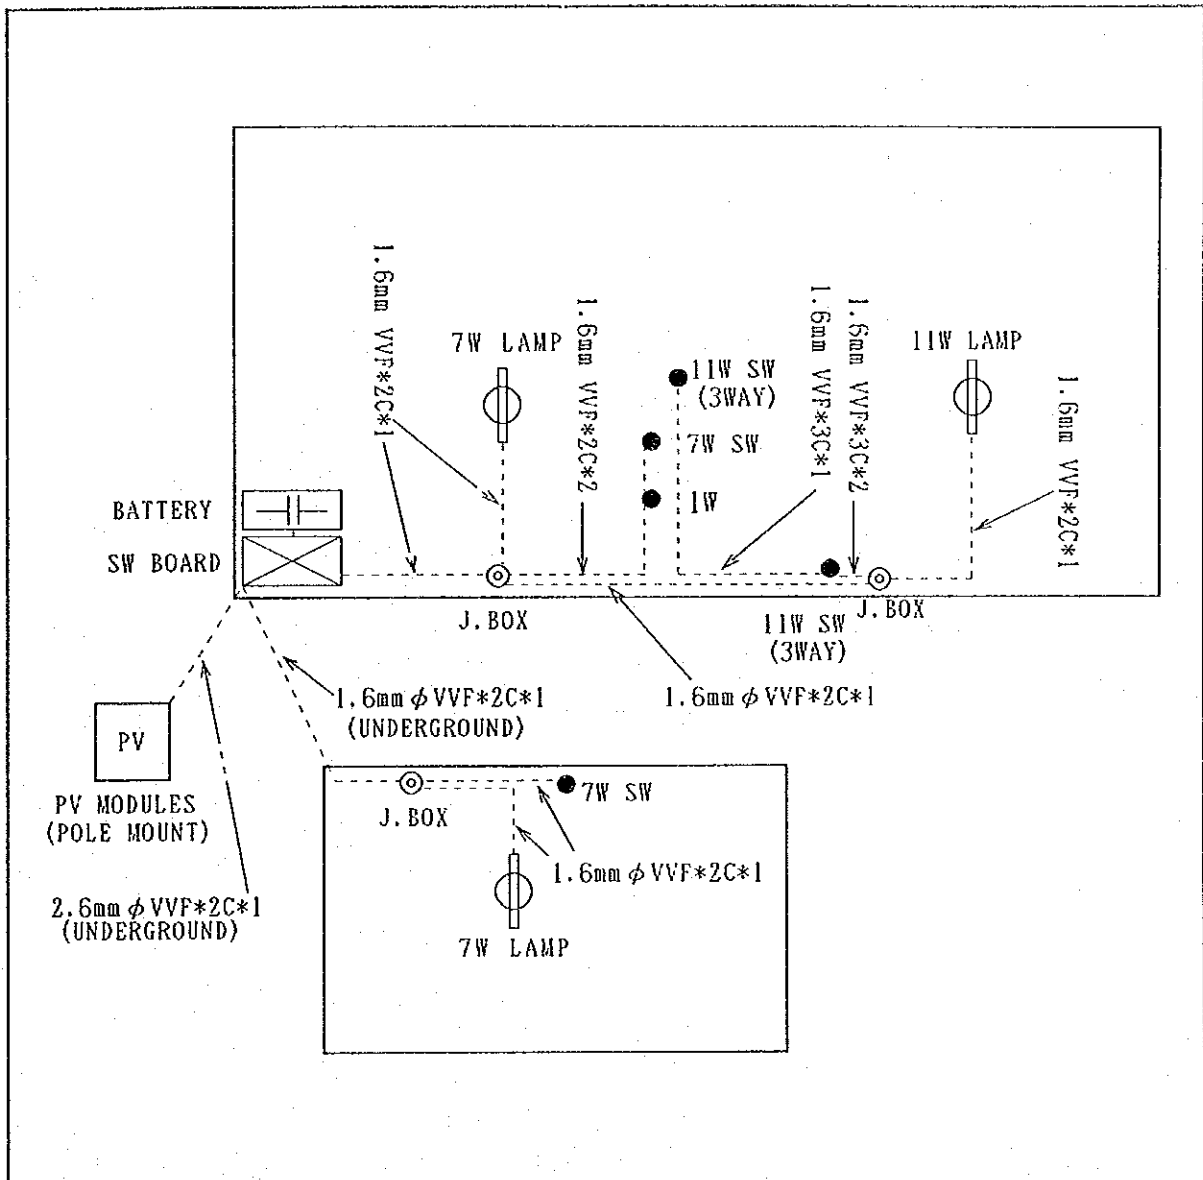 1.6mm VVF*2C*1
7W LAMP
1.6mm VVF*2C*2
11W SW
(3WAY)
7W SW
1W
1.6mm VVF*3C*1
1.6mm VVF*3C*2
11W LAMP
1.6mm VVF*2C*1
BATTERY
SW BOARD
J.BOX
11W SW
(3WAY)
J.BOX
1.6mm φ VVF*2C*1
(UNDERGROUND)
1.6mm φ VVF*2C*1
PV
PV MODULES
(POLE MOUNT)
7W SW
J.BOX
1.6mm φ VVF*2C*1
2.6mm φ VVF*2C*1
(UNDERGROUND)
7W LAMP